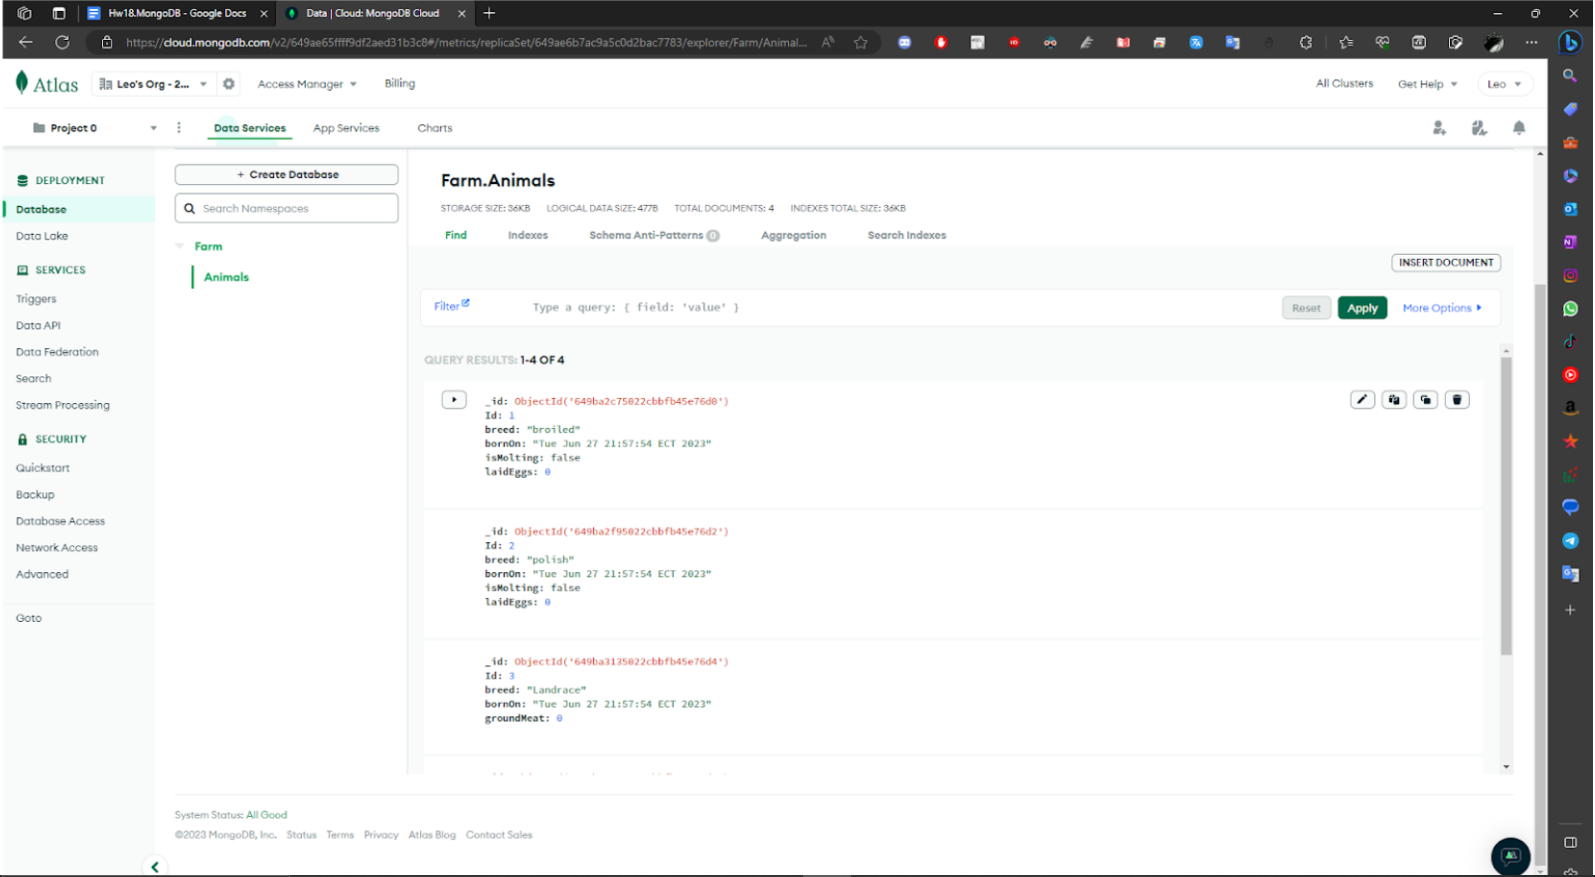 Hw18.MongoDB - Google Docs
Data | Cloud: MongoDB Cloud
https://cloud.mongodb.com/v2/649ae65ffff9df2aed31b3c8#/metrics/replicaSet/649ae6b7ac9a5c0d2bac7783/explorer/Farm/Animal...
Atlas
Leo's Org - 2...
Access Manager
Billing
All Clusters
Get Help
Leo
Project 0
Data Services
App Services
Charts
DEPLOYMENT
Database
Data Lake
SERVICES
Triggers
Data API
Data Federation
Search
Stream Processing
SECURITY
Quickstart
Backup
Database Access
Network Access
Advanced
Goto
+ Create Database
Search Namespaces
Farm
Animals
Farm.Animals
STORAGE SIZE: 36KB LOGICAL DATA SIZE: 477B TOTAL DOCUMENTS: 4 INDEXES TOTAL SIZE: 36KB
Find Indexes Schema Anti-Patterns 0 Aggregation Search Indexes
INSERT DOCUMENT
Filter Type a query: { field: 'value' } Reset Apply More Options
QUERY RESULTS: 1-4 OF 4
_id: ObjectId('649ba2c75022cbbfb45e76d0')
Id: 1
breed: "broiled"
bornOn: "Tue Jun 27 21:57:54 ECT 2023"
isMolting: false
laidEggs: 0
_id: ObjectId('649ba2f95022cbbfb45e76d2')
Id: 2
breed: "polish"
bornOn: "Tue Jun 27 21:57:54 ECT 2023"
isMolting: false
laidEggs: 0
_id: ObjectId('649ba3135022cbbfb45e76d4')
Id: 3
breed: "Landrace"
bornOn: "Tue Jun 27 21:57:54 ECT 2023"
groundMeat: 0
System Status: All Good
©2023 MongoDB, Inc. Status Terms Privacy Atlas Blog Contact Sales